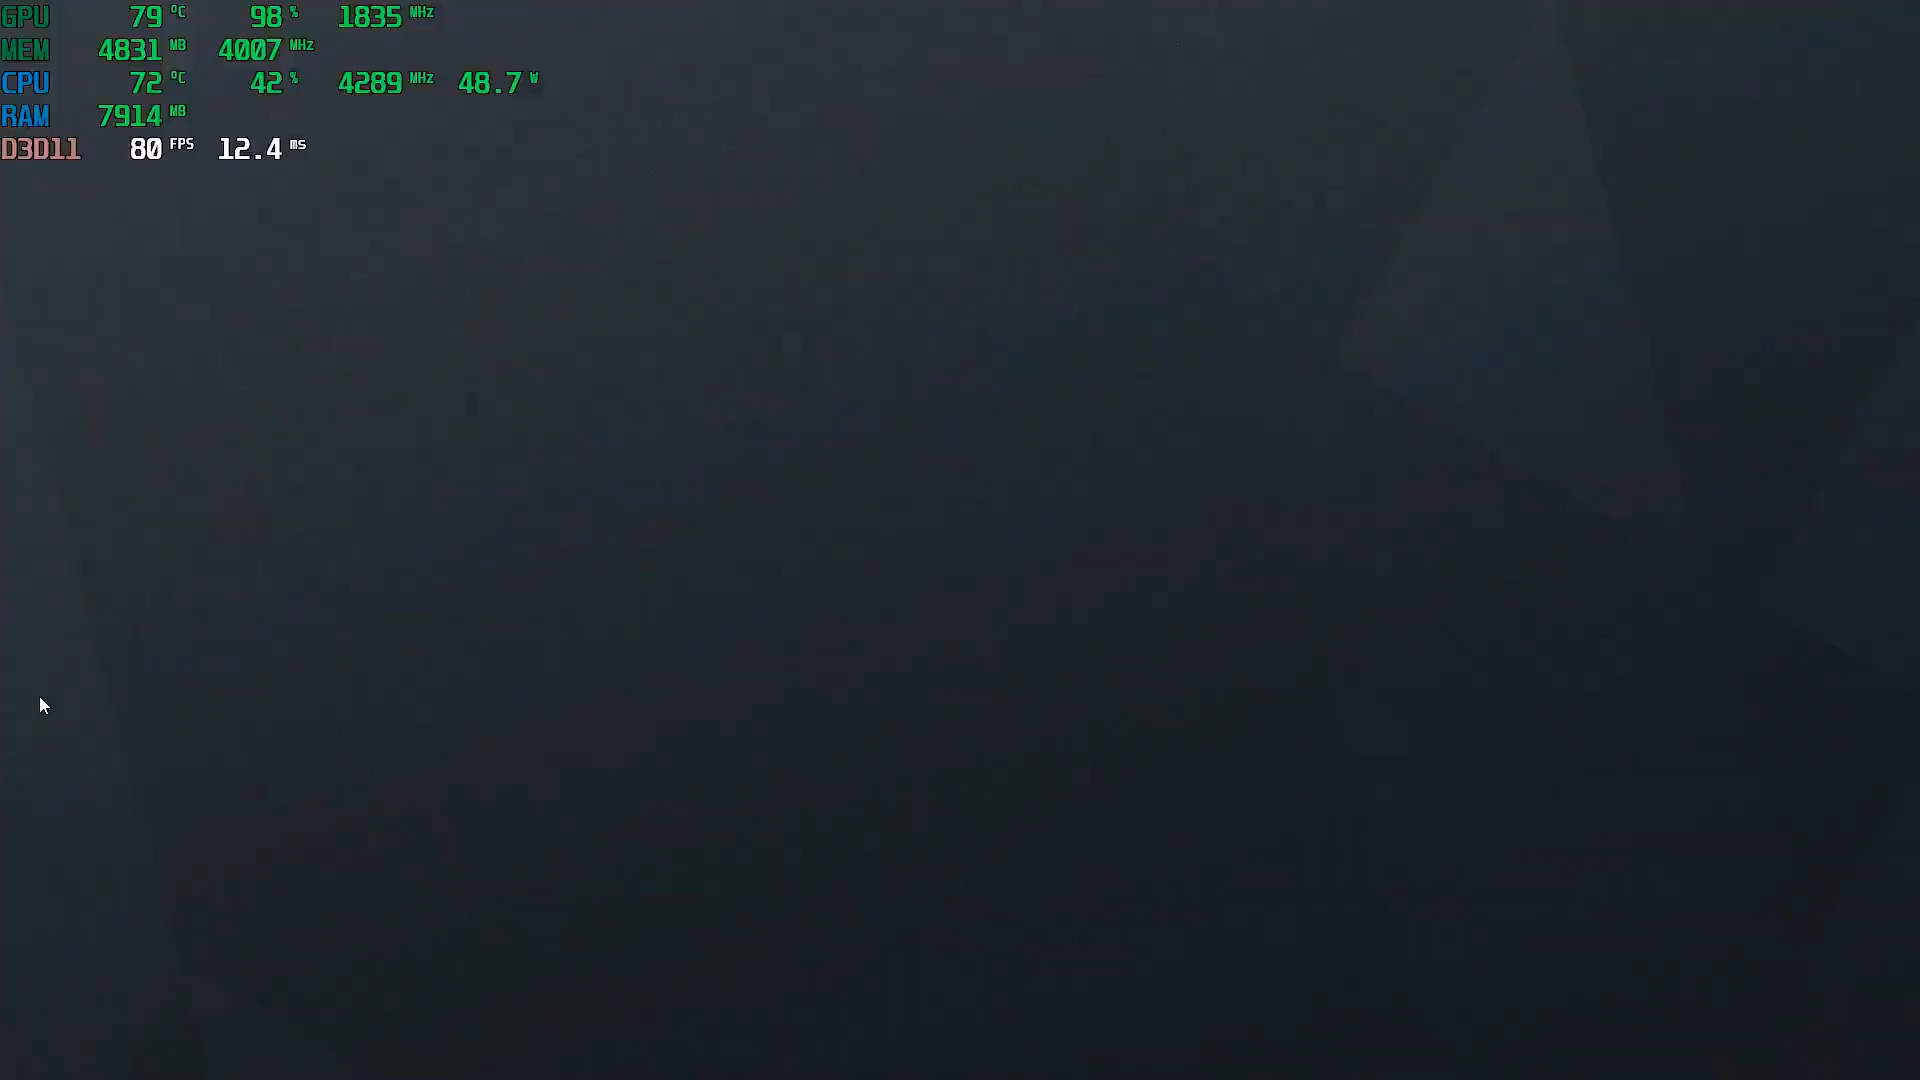 GPU 79 °C 98 % 1835 MHz
MEM 4831 MB 4007 MHz
CPU 72 °C 42 % 4289 MHz 48.7 W
RAM 7914 MB
D3D11 80 FPS 12.4 ms